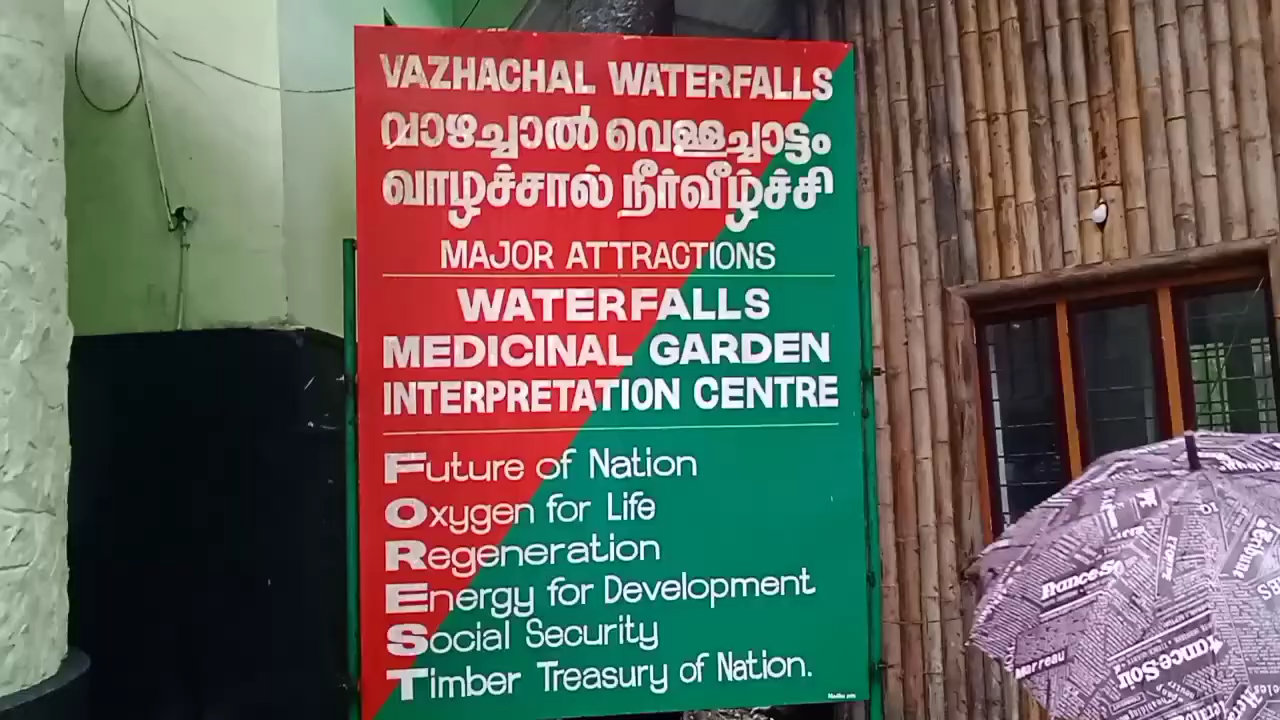 VAZHACHAL WATERFALLS
വാഴച്ചാൽ വെള്ളച്ചാട്ടം
வாழச்சால் நீர்வீழ்ச்சி
MAJOR ATTRACTIONS
WATERFALLS
MEDICINAL GARDEN
INTERPRETATION CENTRE
Future of Nation
Oxygen for Life
Regeneration
Energy for Development
Social Security
Timber Treasury of Nation.